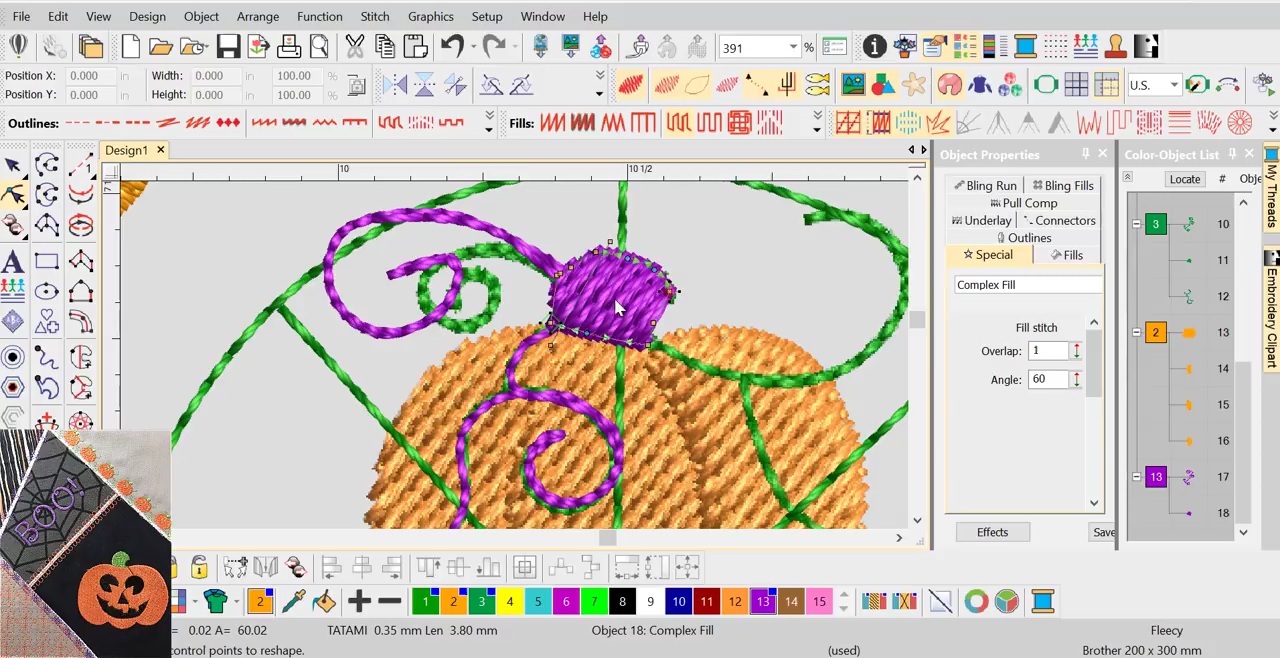 File Edit View Design Object Arrange Function Stitch Graphics Setup Window Help
391 %
Position X: 0.000 in Width: 0.000 in 100.00 % U.S.
Position Y: 0.000 in Height: 0.000 in 100.00 %
Outlines: Fills:
Design1
10 10 1/2
Object Properties
Bling Run Bling Fills
Pull Comp
Underlay Connectors
Outlines
Special Fills
Complex Fill
Fill stitch
Overlap: 1
Angle: 60
Effects Save
Color-Object List
Locate # Obje
3 10
11
12
2 13
14
15
16
13 17
18
My Threads
Embroidery Clipart
BOO!
2 1 2 3 4 5 6 7 8 9 10 11 12 13 14 15
= 0.02 A= 60.02 TATAMI 0.35 mm Len 3.80 mm Object 18: Complex Fill Fleecy
control points to reshape. (used) Brother 200 x 300 mm